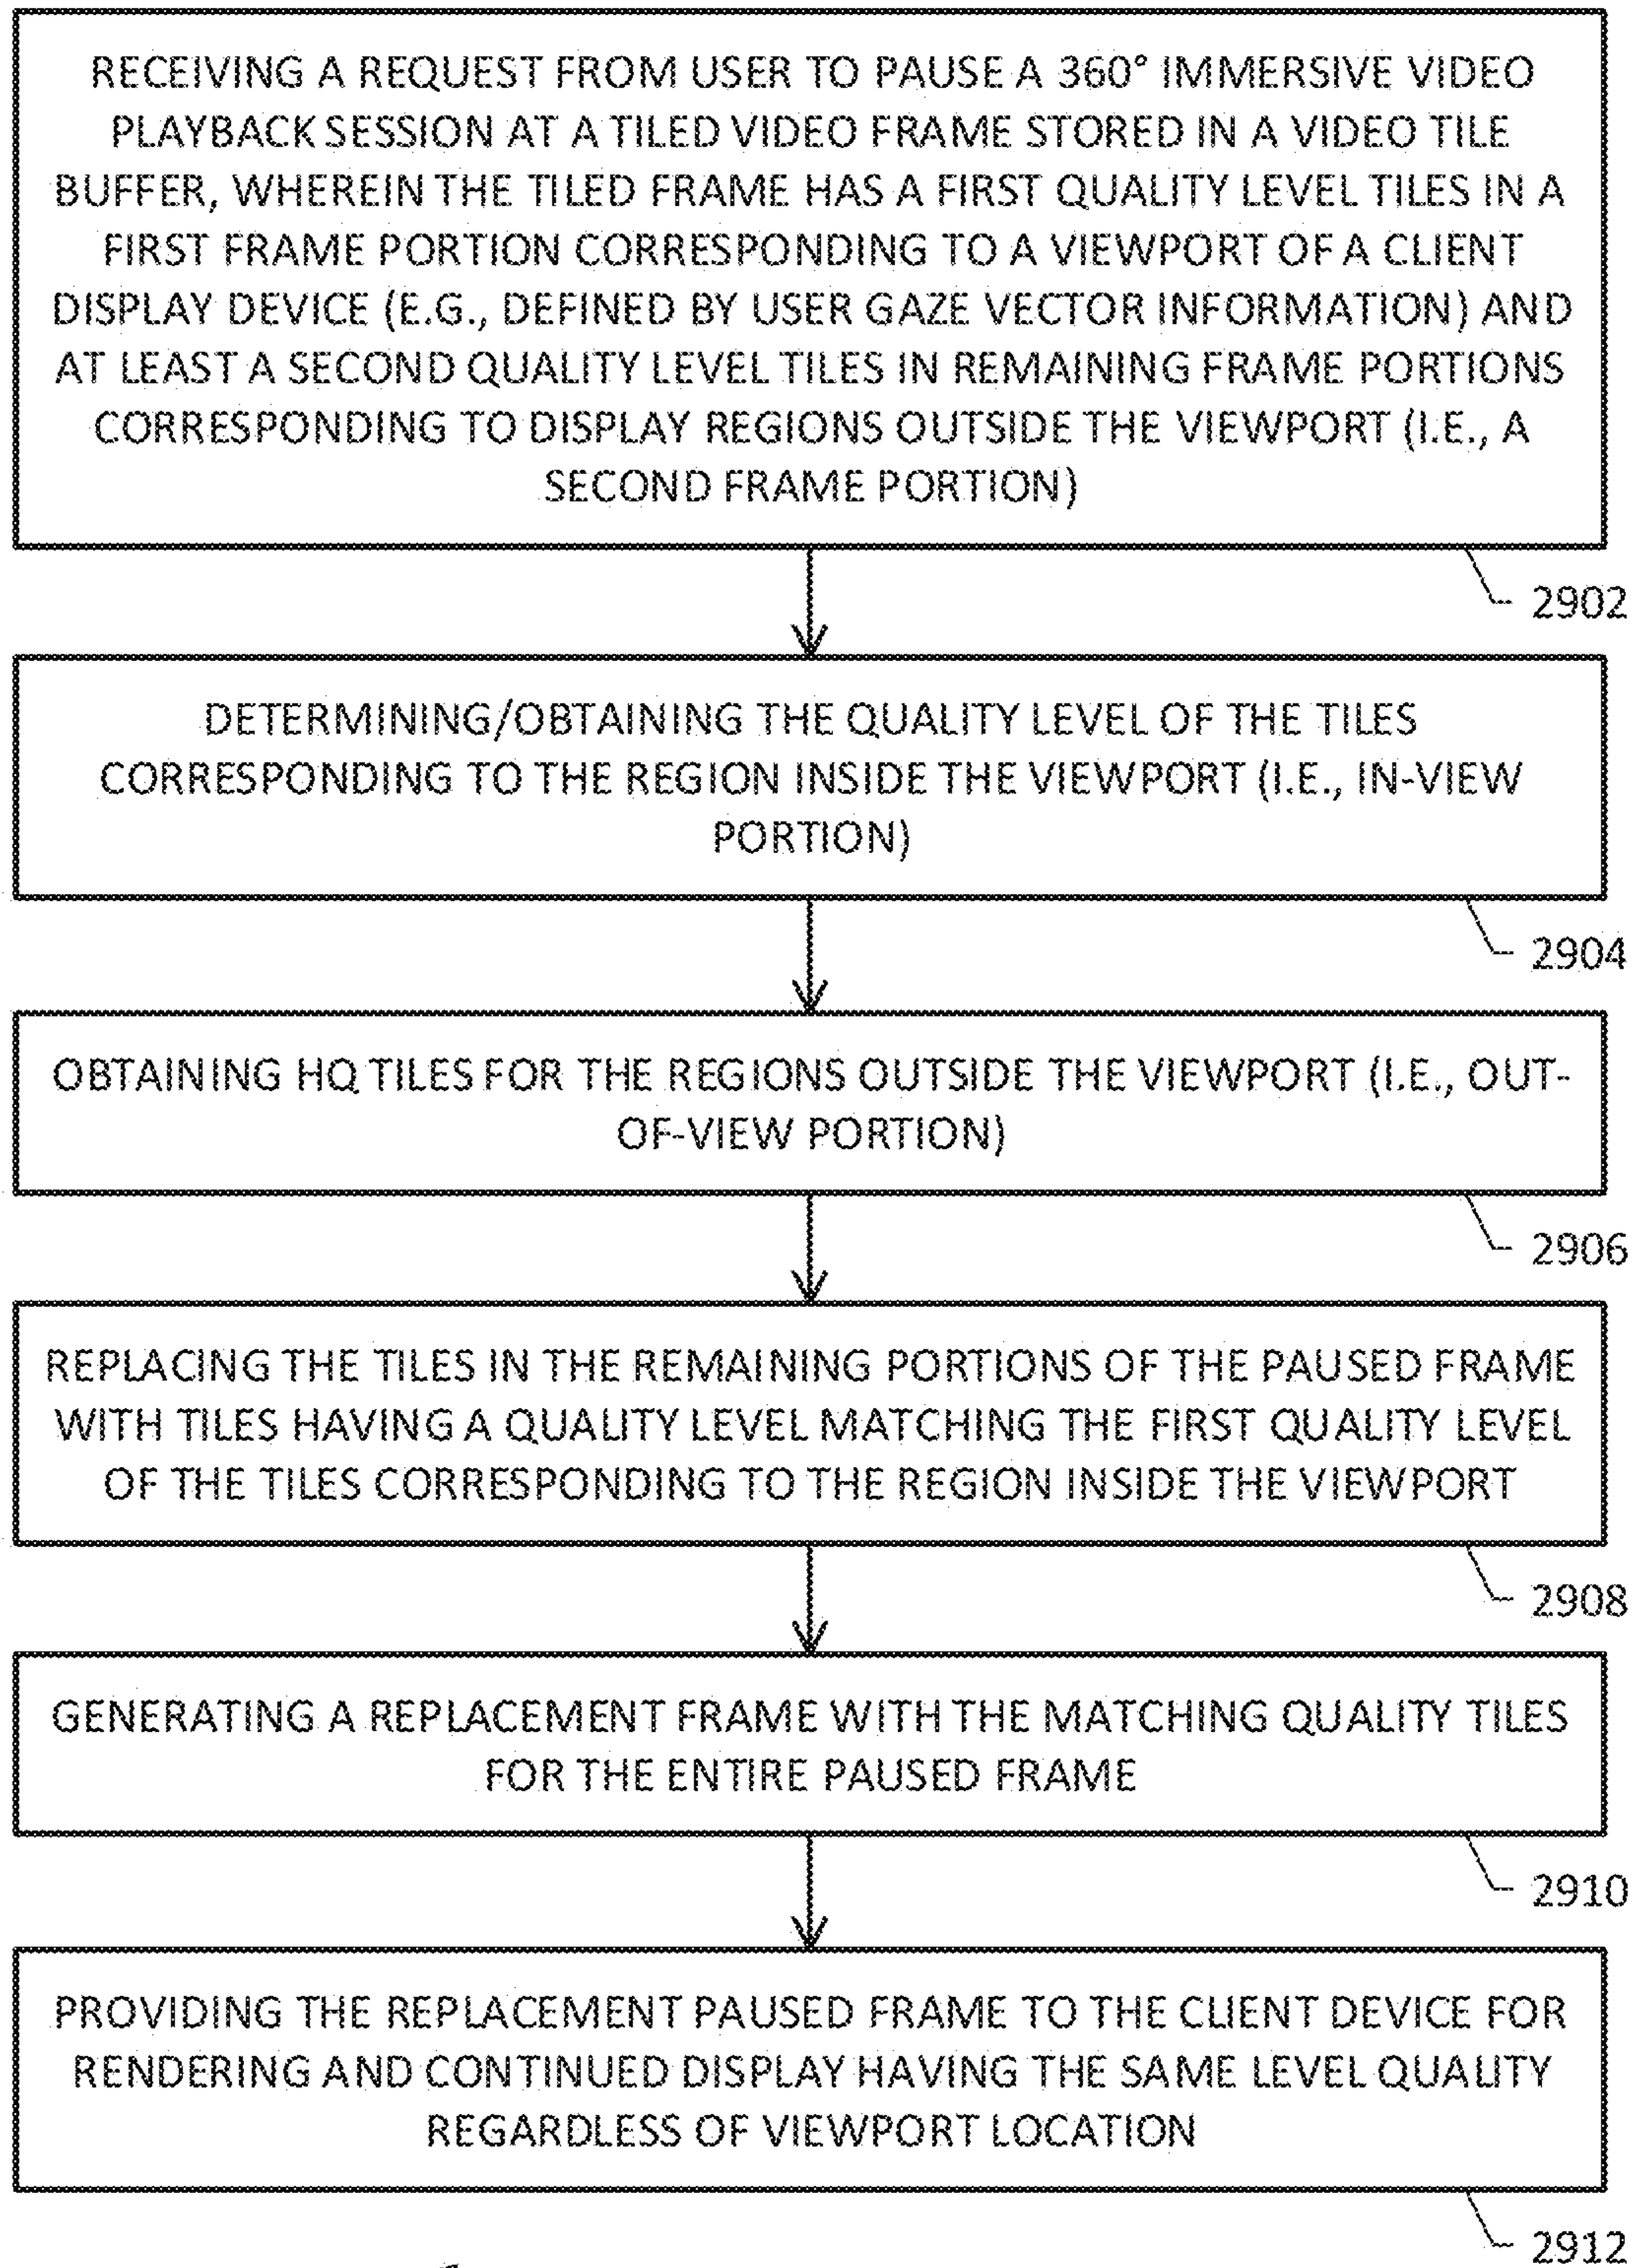 RECEIVING A REQUEST FROM USER TO PAUSE A 360° IMMERSIVE VIDEO
PLAYBACK SESSION AT A TILED VIDEO FRAME STORED IN A VIDEO TILE
BUFFER, WHEREIN THE TILED FRAME HAS A FIRST QUALITY LEVEL TILES IN A
FIRST FRAME PORTION CORRESPONDING TO A VIEWPORT OF A CLIENT
DISPLAY DEVICE (E.G., DEFINED BY USER GAZE VECTOR INFORMATION) AND
AT LEAST A SECOND QUALITY LEVEL TILES IN REMAINING FRAME PORTIONS
CORRESPONDING TO DISPLAY REGIONS OUTSIDE THE VIEWPORT (I.E., A
SECOND FRAME PORTION)
2902
DETERMINING/OBTAINING THE QUALITY LEVEL OF THE TILES
CORRESPONDING TO THE REGION INSIDE THE VIEWPORT (I.E., IN-VIEW
PORTION)
2904
OBTAINING HQ TILES FOR THE REGIONS OUTSIDE THE VIEWPORT (I.E., OUT-
OF-VIEW PORTION)
2906
REPLACING THE TILES IN THE REMAINING PORTIONS OF THE PAUSED FRAME
WITH TILES HAVING A QUALITY LEVEL MATCHING THE FIRST QUALITY LEVEL
OF THE TILES CORRESPONDING TO THE REGION INSIDE THE VIEWPORT
2908
GENERATING A REPLACEMENT FRAME WITH THE MATCHING QUALITY TILES
FOR THE ENTIRE PAUSED FRAME
2910
PROVIDING THE REPLACEMENT PAUSED FRAME TO THE CLIENT DEVICE FOR
RENDERING AND CONTINUED DISPLAY HAVING THE SAME LEVEL QUALITY
REGARDLESS OF VIEWPORT LOCATION
2912